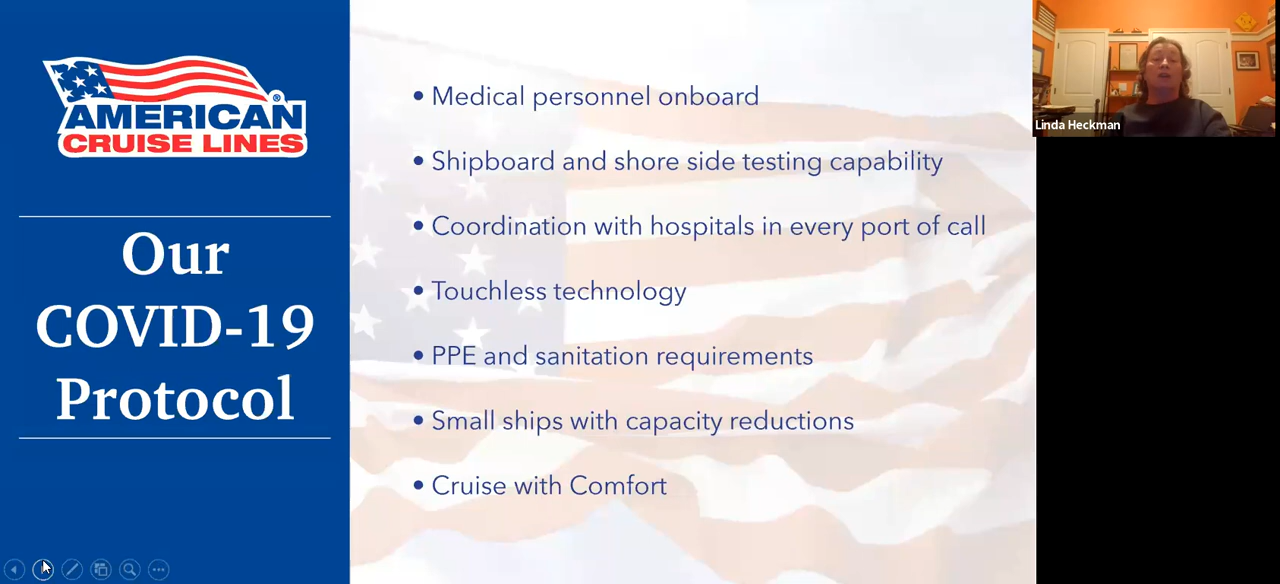 AMERICAN®
CRUISE LINES
Our
COVID-19
Protocol
• Medical personnel onboard
• Shipboard and shore side testing capability
• Coordination with hospitals in every port of call
• Touchless technology
• PPE and sanitation requirements
• Small ships with capacity reductions
• Cruise with Comfort
Linda Heckman